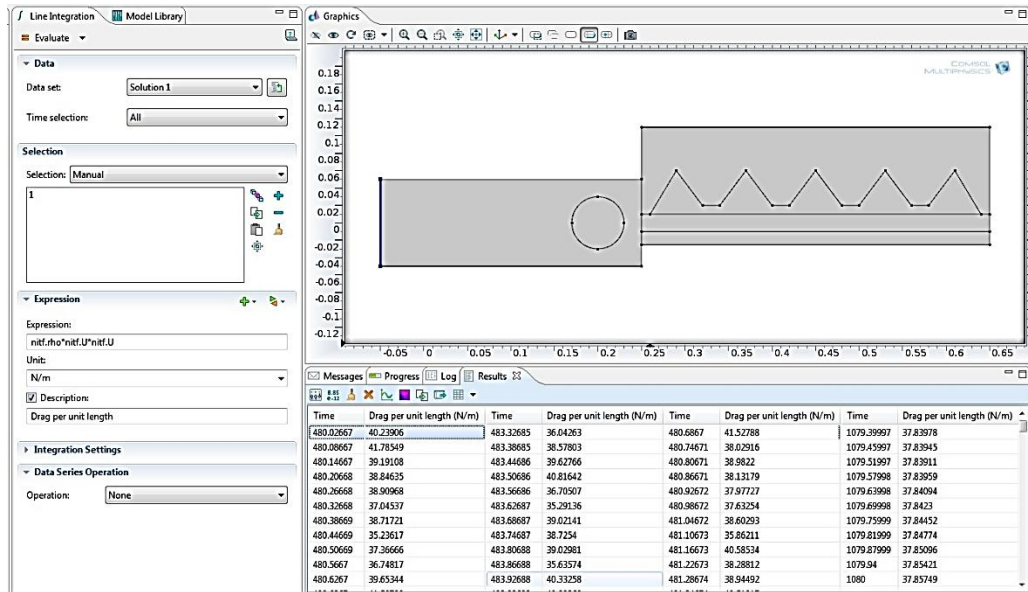 Line Integration Model Library
Evaluate
Data
Data set: Solution 1
Time selection: All
Selection
Selection: Manual
1
Expression
Expression:
nitf.rho*nitf.U*nitf.U
Unit:
N/m
Description:
Drag per unit length
Integration Settings
Data Series Operation
Operation: None
Graphics
COMSOL
MULTIPHYSICS
0.18
0.16
0.14
0.12
0.1
0.08
0.06
0.04
0.02
0
-0.02
-0.04
-0.06
-0.08
-0.1
-0.12
-0.05 0 0.05 0.1 0.15 0.2 0.25 0.3 0.35 0.4 0.45 0.5 0.55 0.6 0.65
Messages Progress Log Results
Time Drag per unit length (N/m) Time Drag per unit length (N/m) Time Drag per unit length (N/m) Time Drag per unit length (N/m)
480.02667 40.23906 483.32685 36.04263 480.6867 41.52788 1079.39997 37.83978
480.08667 41.78549 483.38685 38.57803 480.74671 38.02916 1079.45997 37.83945
480.14667 39.19108 483.44686 39.62766 480.80671 38.9822 1079.51997 37.83911
480.20668 38.84635 483.50686 40.81642 480.86671 38.13179 1079.57998 37.83959
480.26668 38.90968 483.56686 36.70507 480.92672 37.97727 1079.63998 37.84094
480.32668 37.04537 483.62687 35.29136 480.98672 37.63254 1079.69998 37.8423
480.38669 38.71721 483.68687 39.02141 481.04672 38.60293 1079.75999 37.84452
480.44669 35.23617 483.74687 38.7254 481.10673 35.86211 1079.81999 37.84774
480.50669 37.36666 483.80688 39.02981 481.16673 40.58534 1079.87999 37.85096
480.5667 36.74817 483.86688 35.63574 481.22673 38.28812 1079.94 37.85421
480.6267 39.65344 483.92688 40.33258 481.28674 38.94492 1080 37.85749